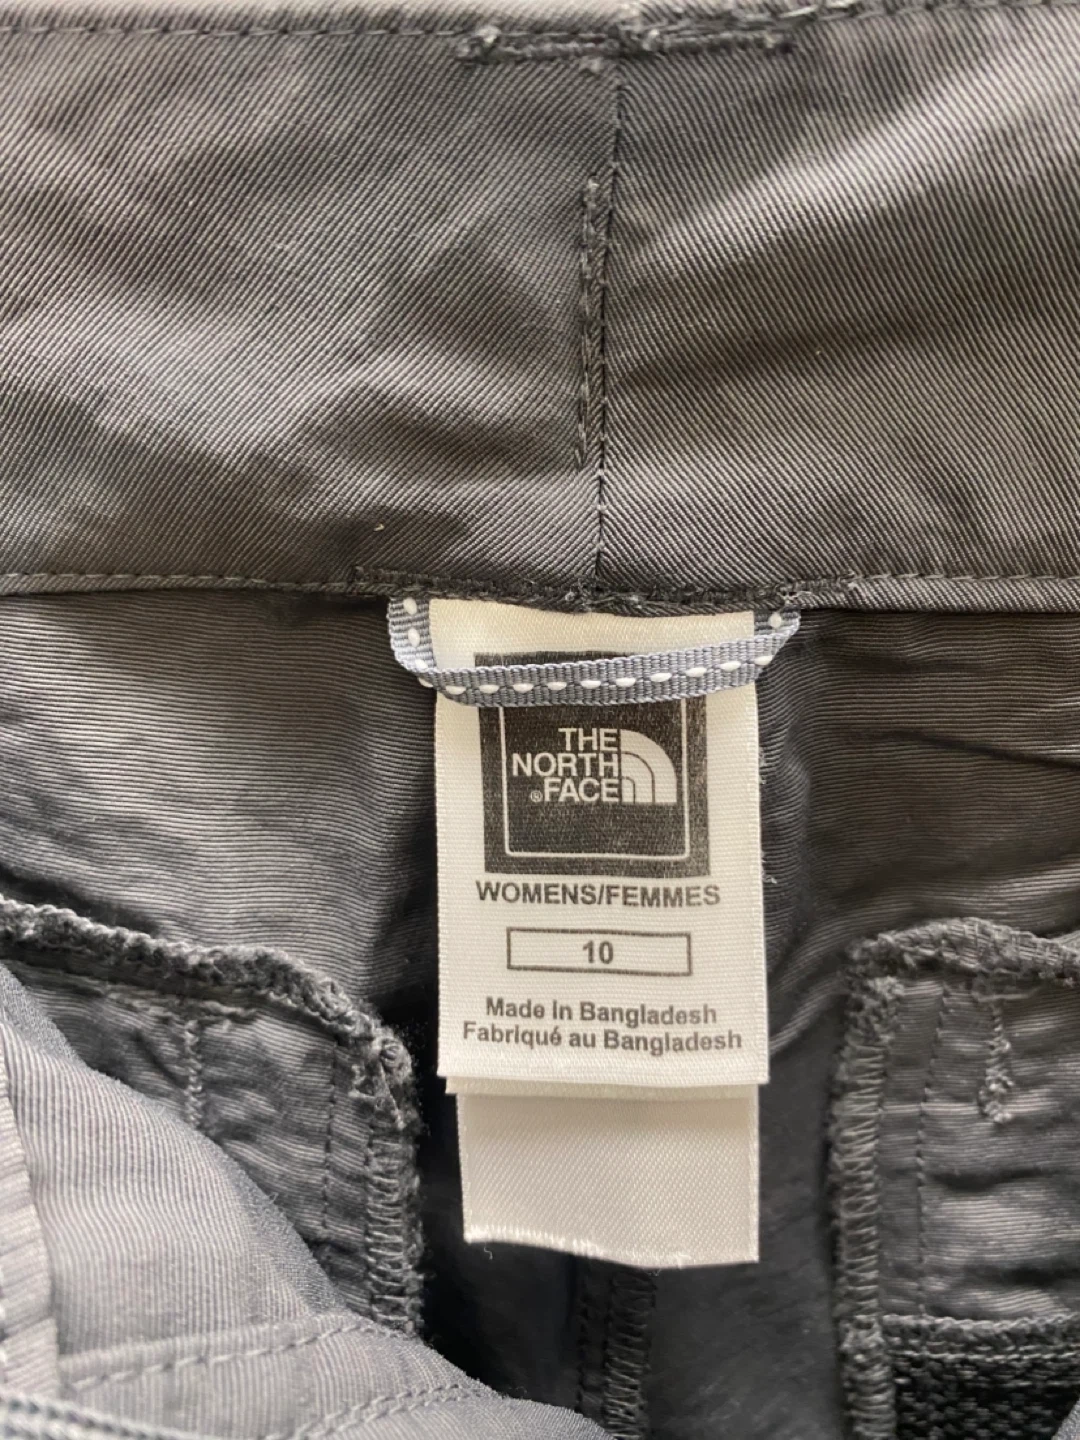 THE
NORTH
®FACE
WOMENS/FEMMES
10
Made In Bangladesh
Fabriqué au Bangladesh